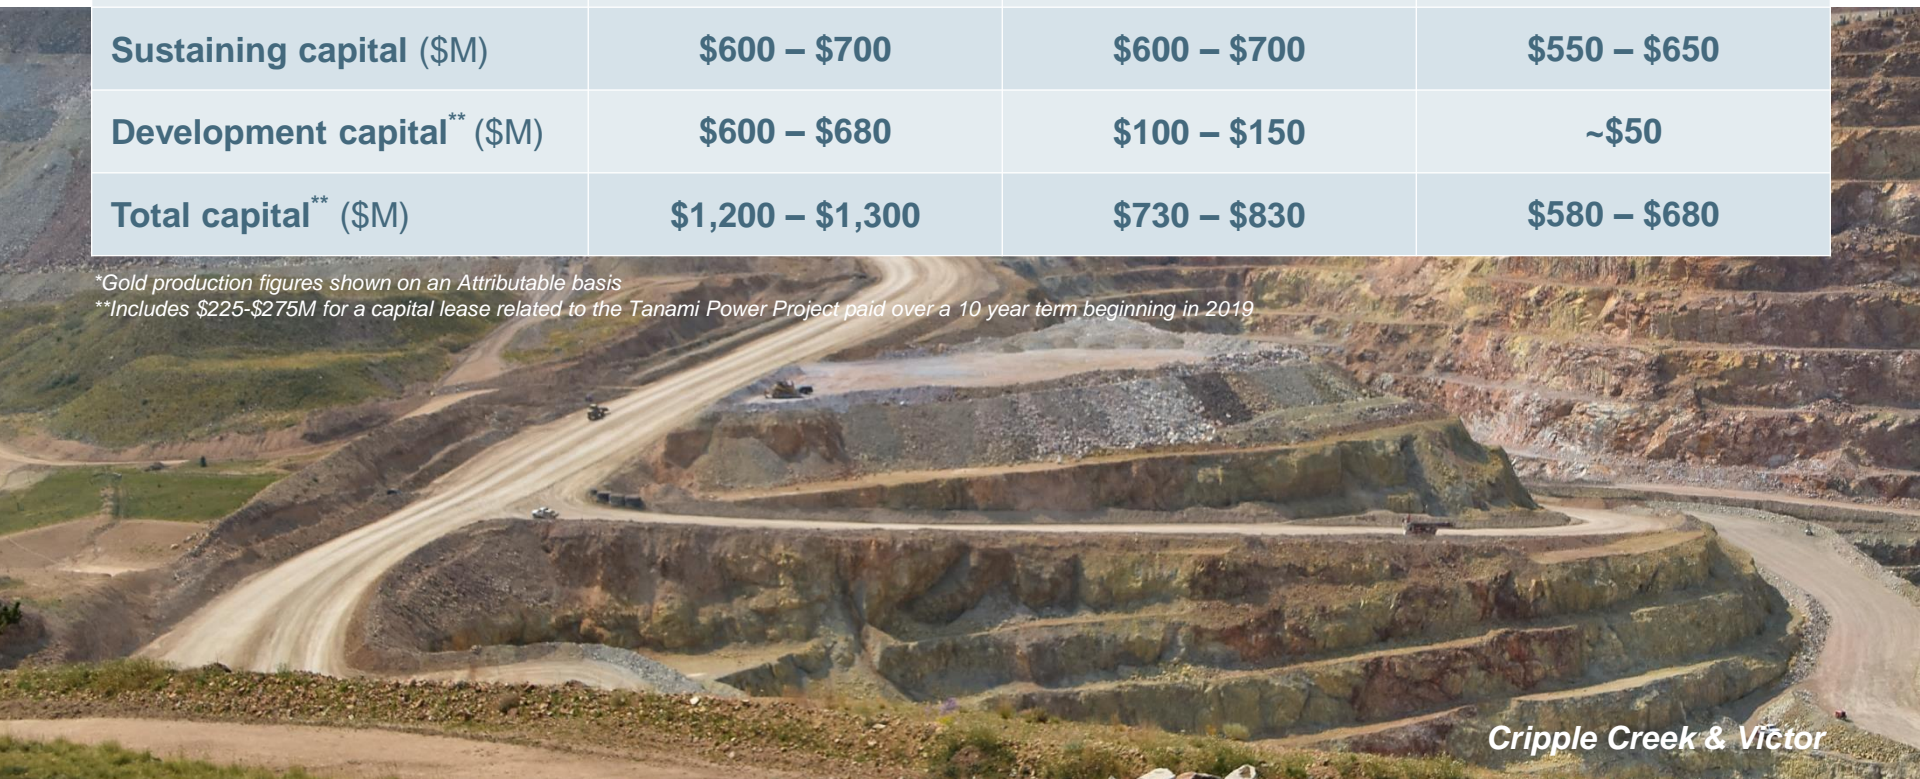 Sustaining capital ($M) $600 – $700 $600 – $700 $550 – $650
Development capital** ($M) $600 – $680 $100 – $150 ~$50
Total capital** ($M) $1,200 – $1,300 $730 – $830 $580 – $680
*Gold production figures shown on an Attributable basis
**Includes $225-$275M for a capital lease related to the Tanami Power Project paid over a 10 year term beginning in 2019
Cripple Creek & Victor